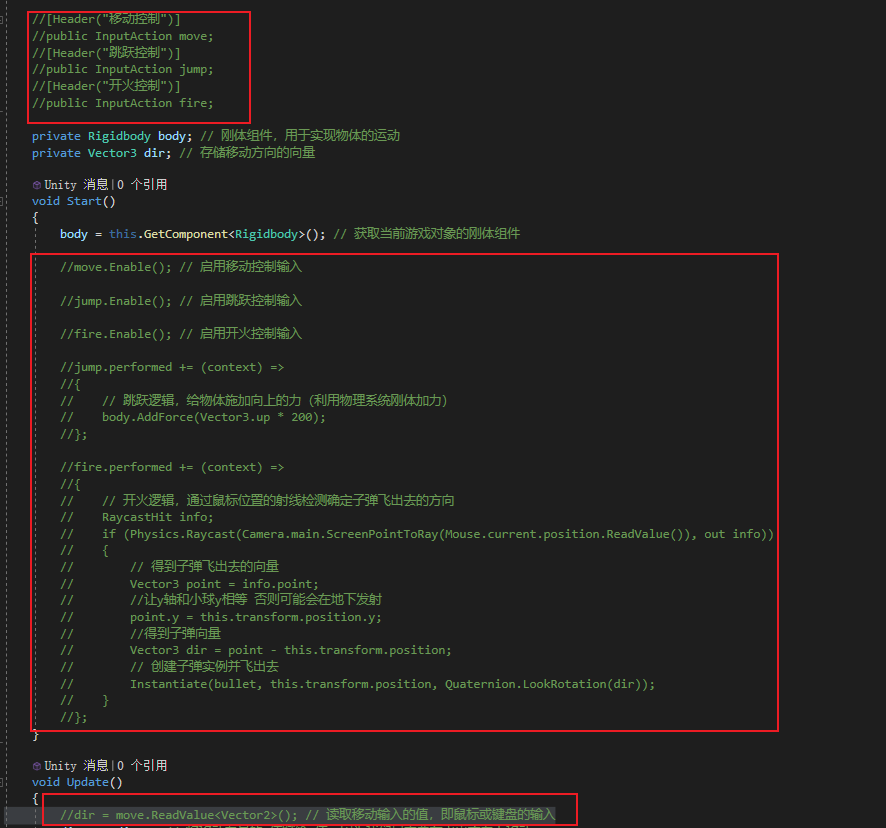 //[Header("移动控制")]
//public InputAction move;
//[Header("跳跃控制")]
//public InputAction jump;
//[Header("开火控制")]
//public InputAction fire;
private Rigidbody body; // 刚体组件，用于实现物体的运动
private Vector3 dir; // 存储移动方向的向量
Unity 消息|0 个引用
void Start()
{
body = this.GetComponent<Rigidbody>(); // 获取当前游戏对象的刚体组件
//move.Enable(); // 启用移动控制输入
//jump.Enable(); // 启用跳跃控制输入
//fire.Enable(); // 启用开火控制输入
//jump.performed += (context) =>
//{
// // 跳跃逻辑，给物体施加向上的力（利用物理系统刚体加力）
// body.AddForce(Vector3.up * 200);
//};
//fire.performed += (context) =>
//{
// // 开火逻辑，通过鼠标位置的射线检测确定子弹飞出去的方向
// RaycastHit info;
// if (Physics.Raycast(Camera.main.ScreenPointToRay(Mouse.current.position.ReadValue()), out info))
// {
// // 得到子弹飞出去的向量
// Vector3 point = info.point;
// //让y轴和小球y相等 否则可能会在地下发射
// point.y = this.transform.position.y;
// //得到子弹向量
// Vector3 dir = point - this.transform.position;
// // 创建子弹实例并飞出去
// Instantiate(bullet, this.transform.position, Quaternion.LookRotation(dir));
// }
//};
}
Unity 消息|0 个引用
void Update()
{
//dir = move.ReadValue<Vector2>(); // 读取移动输入的值，即鼠标或键盘的输入